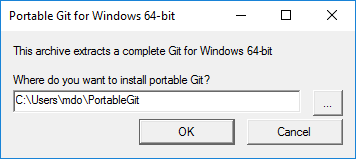 Portable Git for Windows 64-bit
This archive extracts a complete Git for Windows 64-bit
Where do you want to install portable Git?
C:\Users\mdo\PortableGit
...
OK
Cancel